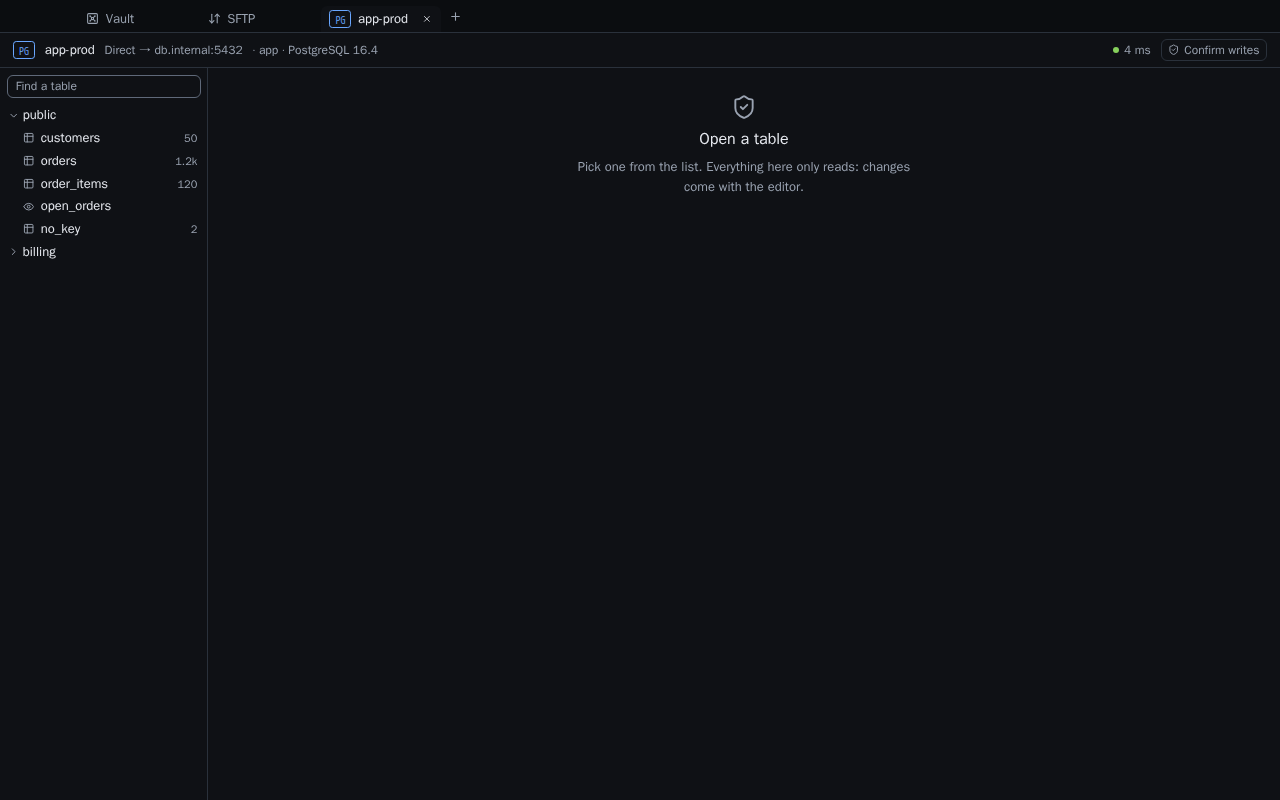 Vault
SFTP
PG app-prod × +
PG app-prod Direct → db.internal:5432 · app · PostgreSQL 16.4
4 ms
Confirm writes
Find a table
public
customers 50
orders 1.2k
order_items 120
open_orders
no_key 2
billing
Open a table
Pick one from the list. Everything here only reads: changes
come with the editor.